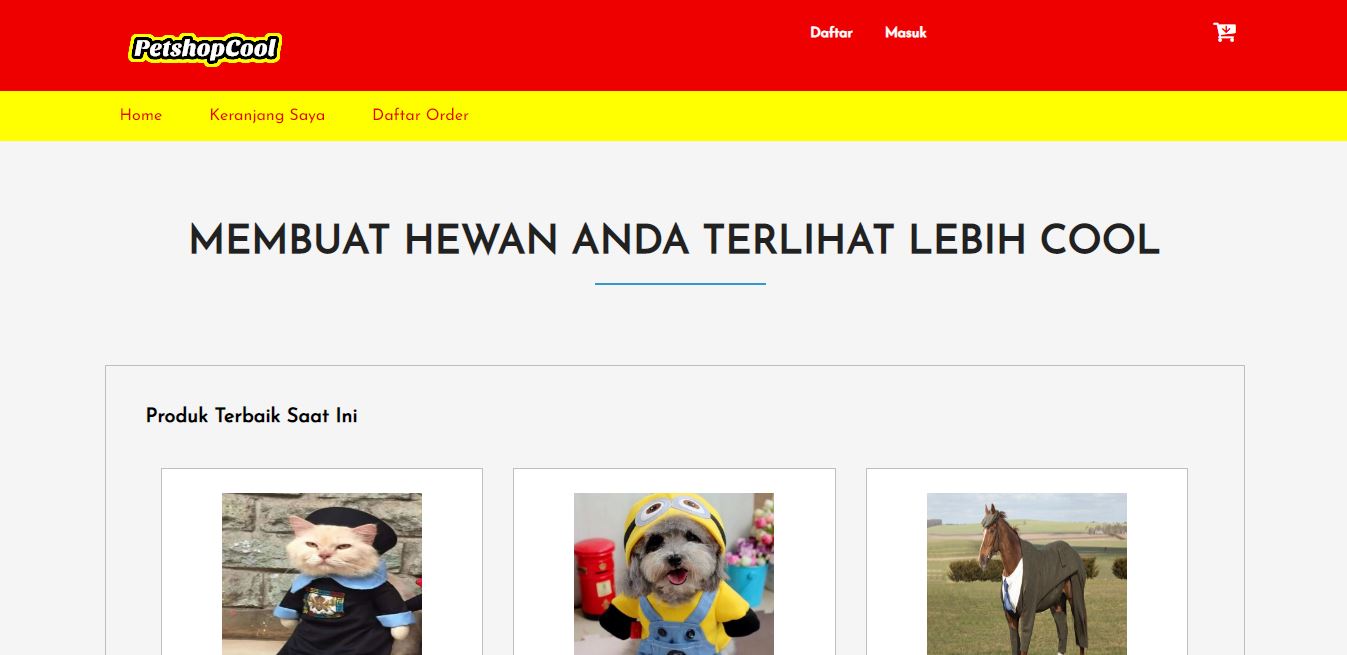 PetshopCool
Daftar Masuk
Home Keranjang Saya Daftar Order
MEMBUAT HEWAN ANDA TERLIHAT LEBIH COOL
Produk Terbaik Saat Ini